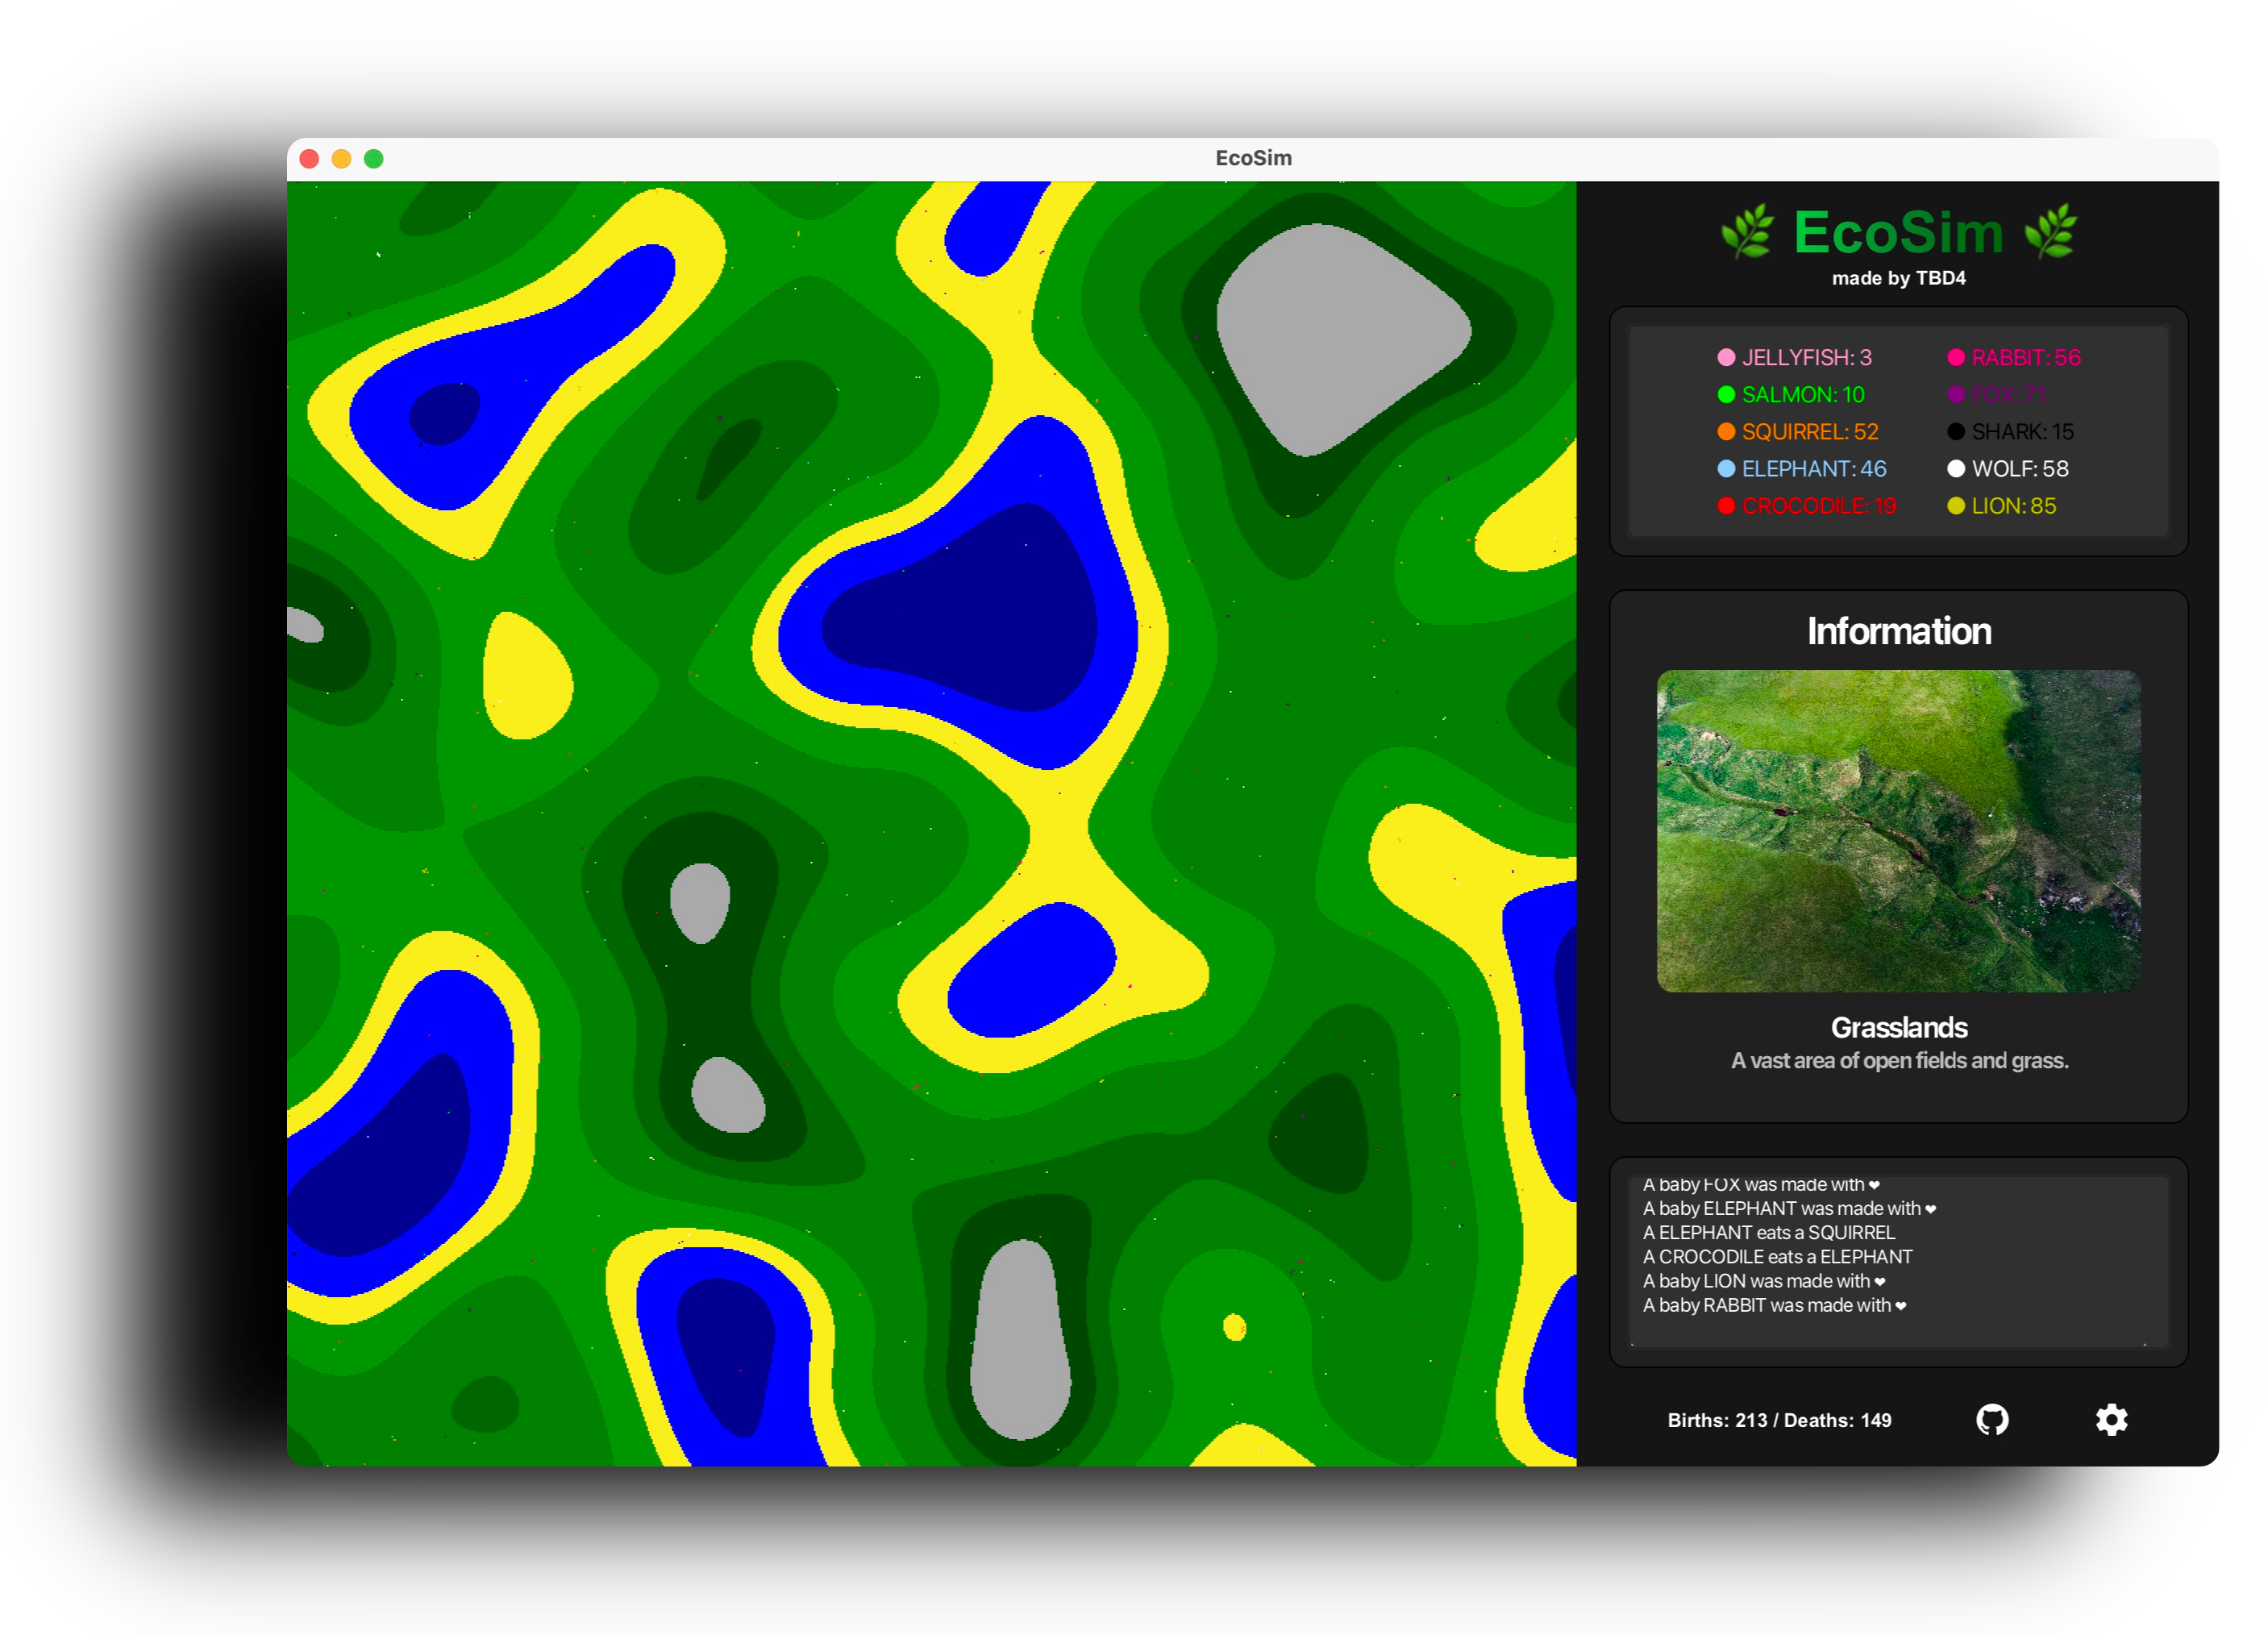 EcoSim
EcoSim
made by TBD4
JELLYFISH: 3
RABBIT: 56
SALMON: 10
FOX: 71
SQUIRREL: 52
SHARK: 15
ELEPHANT: 46
WOLF: 58
CROCODILE: 19
LION: 85
Information
Grasslands
A vast area of open fields and grass.
A baby FOX was made with ❤
A baby ELEPHANT was made with ❤
A ELEPHANT eats a SQUIRREL
A CROCODILE eats a ELEPHANT
A baby LION was made with ❤
A baby RABBIT was made with ❤
Births: 213 / Deaths: 149